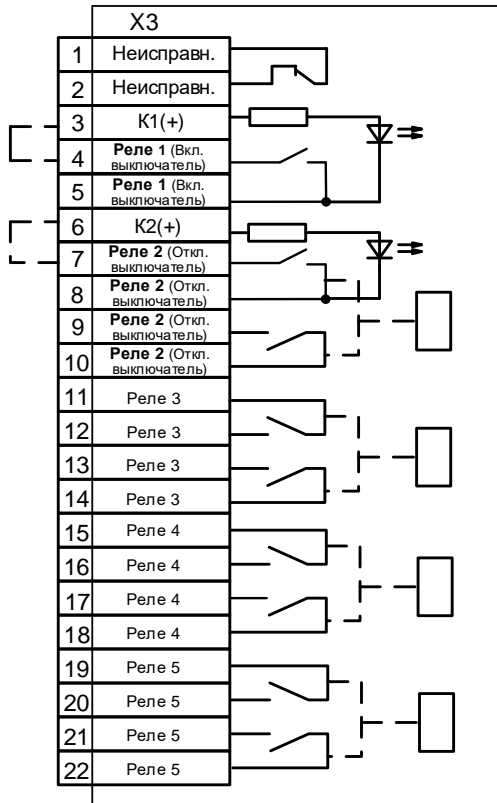 X3
1 Неисправн.
2 Неисправн.
3 К1(+)
4 Реле 1 (Вкл.
выключатель)
5 Реле 1 (Вкл.
выключатель)
6 К2(+)
7 Реле 2 (Откл.
выключатель)
8 Реле 2 (Откл.
выключатель)
9 Реле 2 (Откл.
выключатель)
10 Реле 2 (Откл.
выключатель)
11 Реле 3
12 Реле 3
13 Реле 3
14 Реле 3
15 Реле 4
16 Реле 4
17 Реле 4
18 Реле 4
19 Реле 5
20 Реле 5
21 Реле 5
22 Реле 5